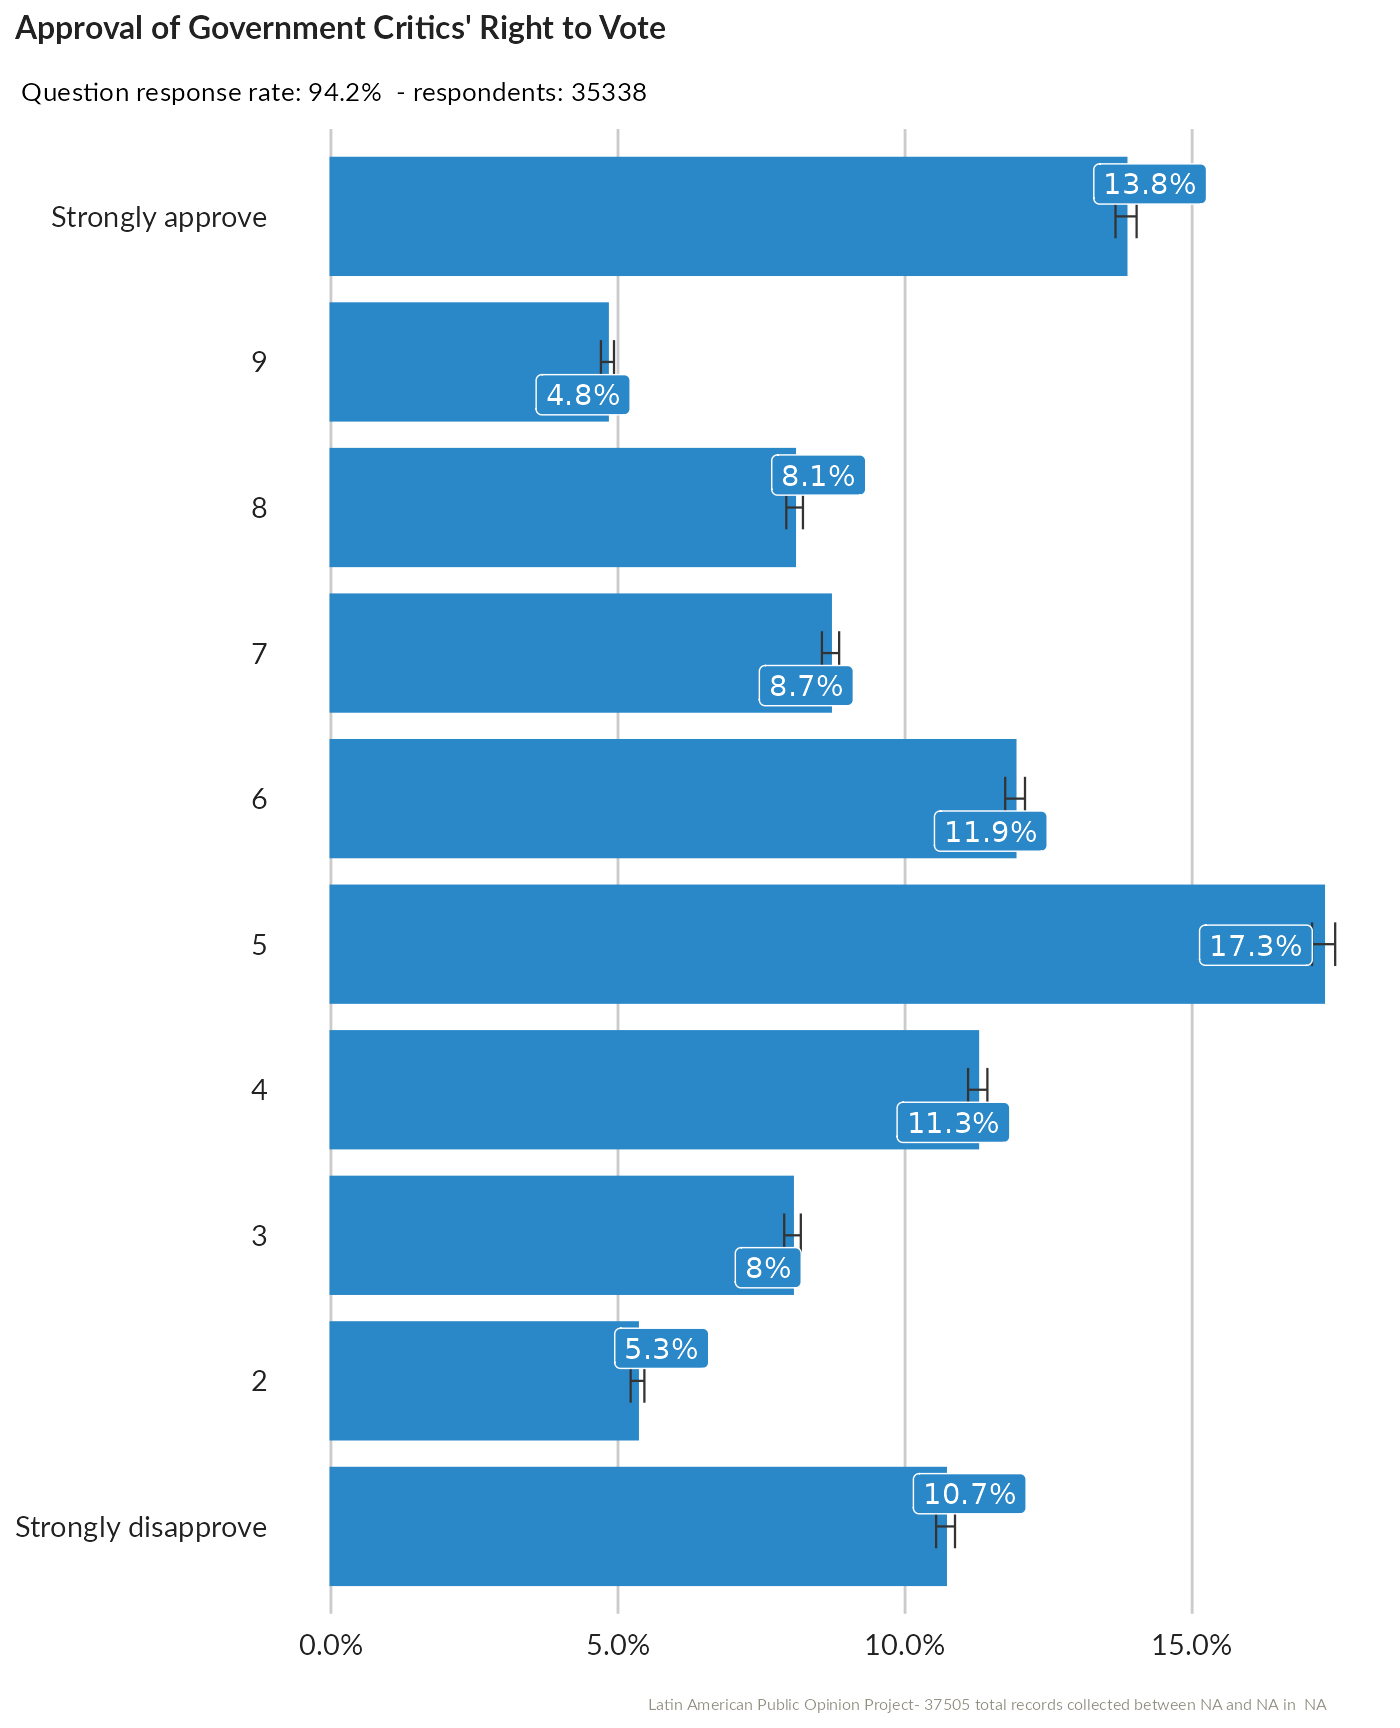 Approval of Government Critics' Right to Vote
Question response rate: 94.2%  - respondents: 35338
Strongly approve 13.8%
9 4.8%
8 8.1%
7 8.7%
6 11.9%
5 17.3%
4 11.3%
3 8%
2 5.3%
Strongly disapprove 10.7%
0.0% 5.0% 10.0% 15.0%
Latin American Public Opinion Project- 37505 total records collected between NA and NA in  NA